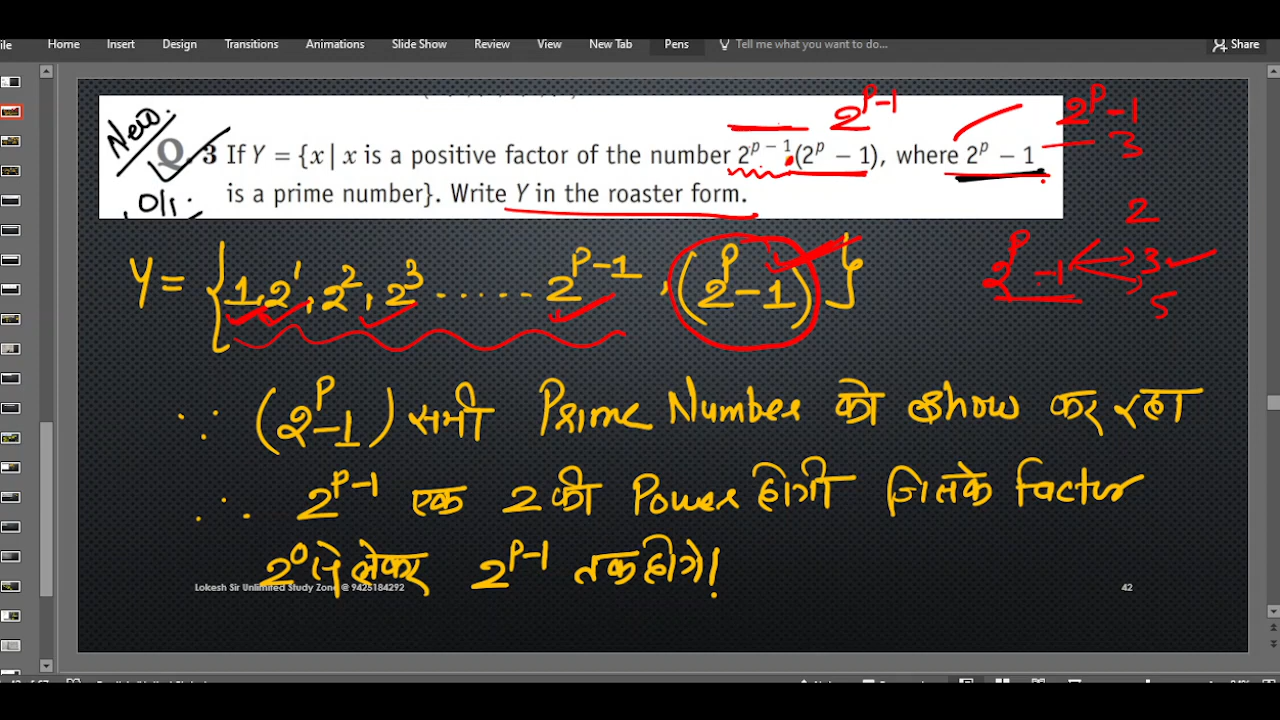 File Home Insert Design Transitions Animations Slide Show Review View New Tab Pens Tell me what you want to do... Share
2^(P-1)
2^P-1
3
New.
Q. 3 If Y = {x | x is a positive factor of the number 2^(p – 1)(2^p – 1), where 2^p – 1
is a prime number}. Write Y in the roaster form.
2
Y = { 1, 2^1, 2^2, 2^3 ...... 2^(P-1), (2^P-1) }
2^P-1
3
5
∵ (2^P-1) सभी Prime Number को Show कर रहा
∴ 2^(P-1) एक 2 की Power होगी जिसके factor
2^0 से लेकर 2^(P-1) तक होंगे!
Lokesh Sir Unlimited Study Zone @ 9425184292
42